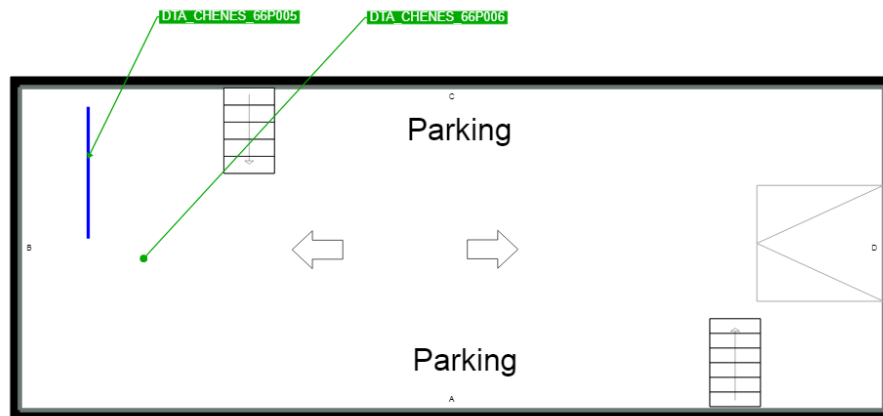 DTA_CHENES_66P005
DTA_CHENES_66P006
C
Parking
B
D
Parking
A